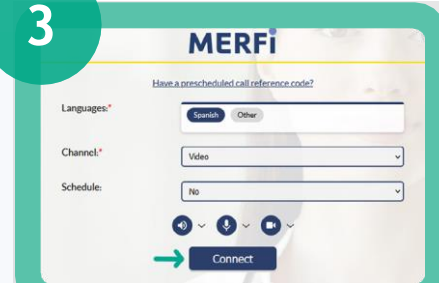 3
MERFi
Have a prescheduled call reference code?
Languages:*
Spanish Other
Channel:*
Video
Schedule:
No
Connect